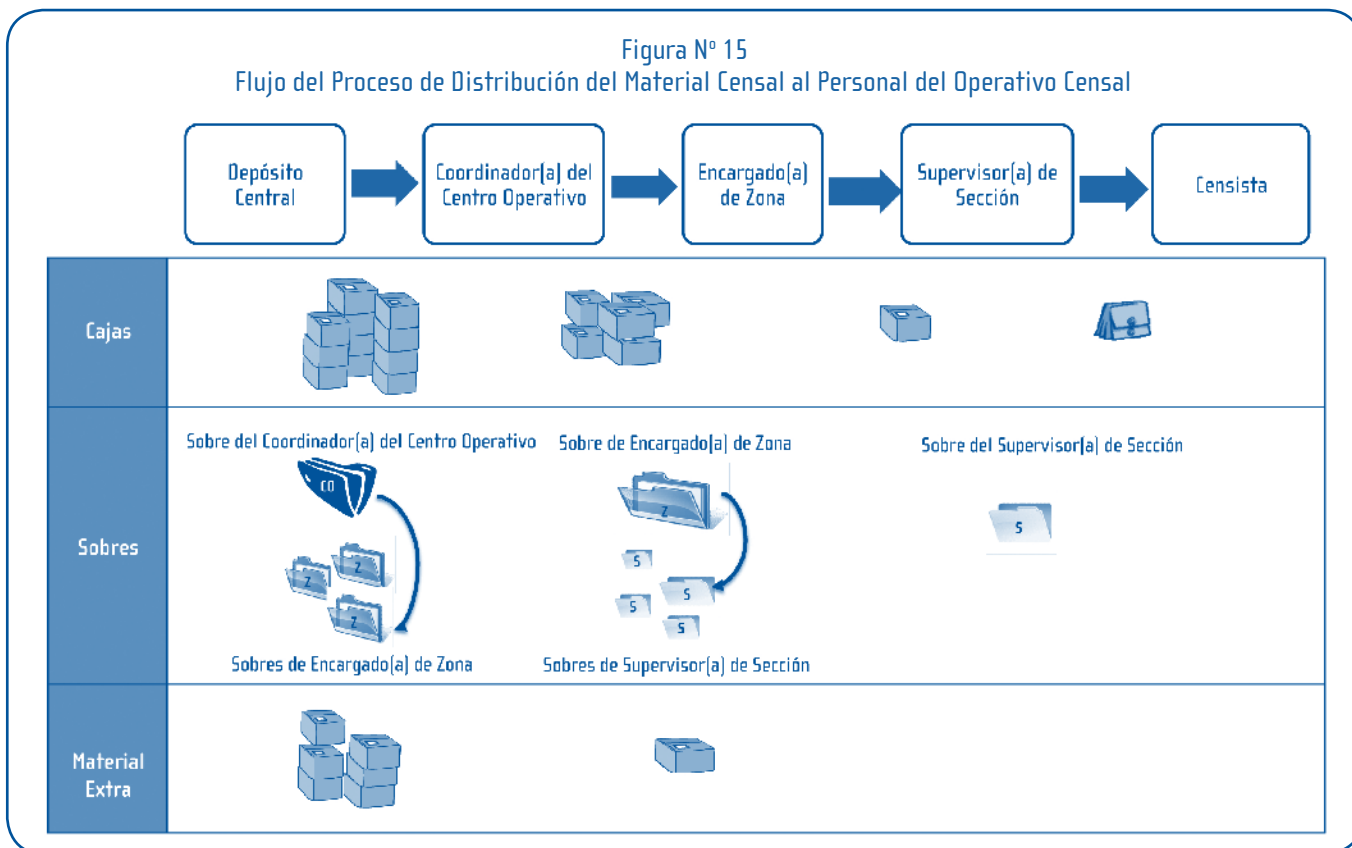 Figura Nº 15
Flujo del Proceso de Distribución del Material Censal al Personal del Operativo Censal
Depósito
Central
Coordinador(a) del
Centro Operativo
Encargado(a)
de Zona
Supervisor(a) de
Sección
Censista
Cajas
Sobres
Sobre del Coordinador(a) del Centro Operativo
CO
Z
Z
Z
Sobres de Encargado(a) de Zona
Sobre de Encargado(a) de Zona
Z
S
S
S
S
Sobres de Supervisor(a) de Sección
Sobre del Supervisor(a) de Sección
S
Material
Extra